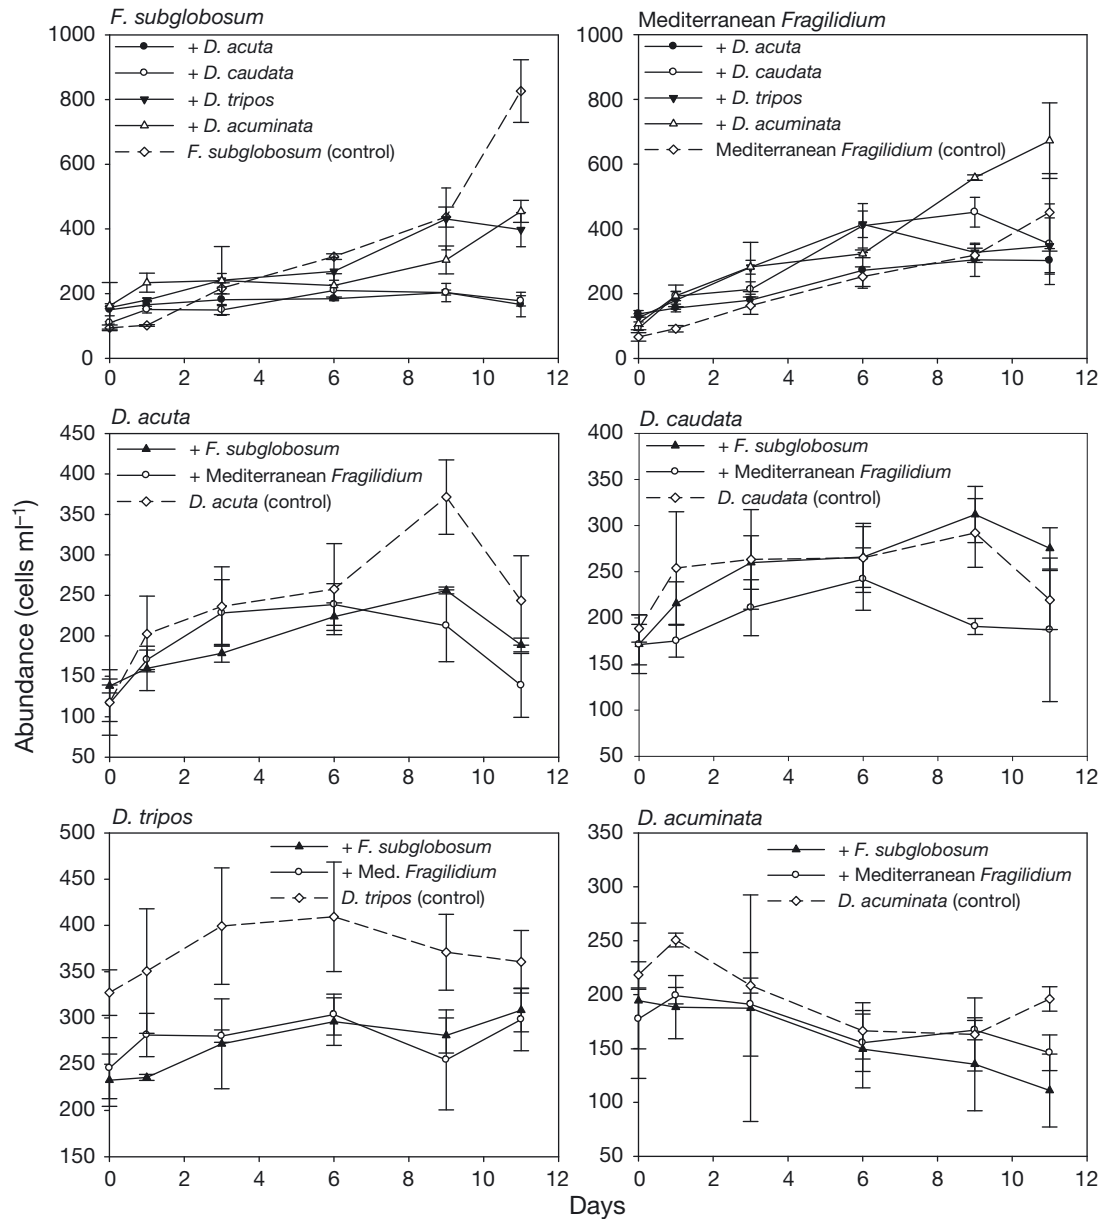 F. subglobosum
1000
800
600
400
200
0
+ D. acuta
+ D. caudata
+ D. tripos
+ D. acuminata
F. subglobosum (control)
0 2 4 6 8 10 12
Mediterranean Fragilidium
1000
800
600
400
200
0
+ D. acuta
+ D. caudata
+ D. tripos
+ D. acuminata
Mediterranean Fragilidium (control)
0 2 4 6 8 10 12
Abundance (cells ml–1)
D. acuta
450
400
350
300
250
200
150
100
50
+ F. subglobosum
+ Mediterranean Fragilidium
D. acuta (control)
0 2 4 6 8 10 12
D. caudata
400
350
300
250
200
150
100
50
+ F. subglobosum
+ Mediterranean Fragilidium
D. caudata (control)
0 2 4 6 8 10 12
D. tripos
500
450
400
350
300
250
200
150
+ F. subglobosum
+ Med. Fragilidium
D. tripos (control)
0 2 4 6 8 10 12
D. acuminata
350
300
250
200
150
100
50
+ F. subglobosum
+ Mediterranean Fragilidium
D. acuminata (control)
0 2 4 6 8 10 12
Days